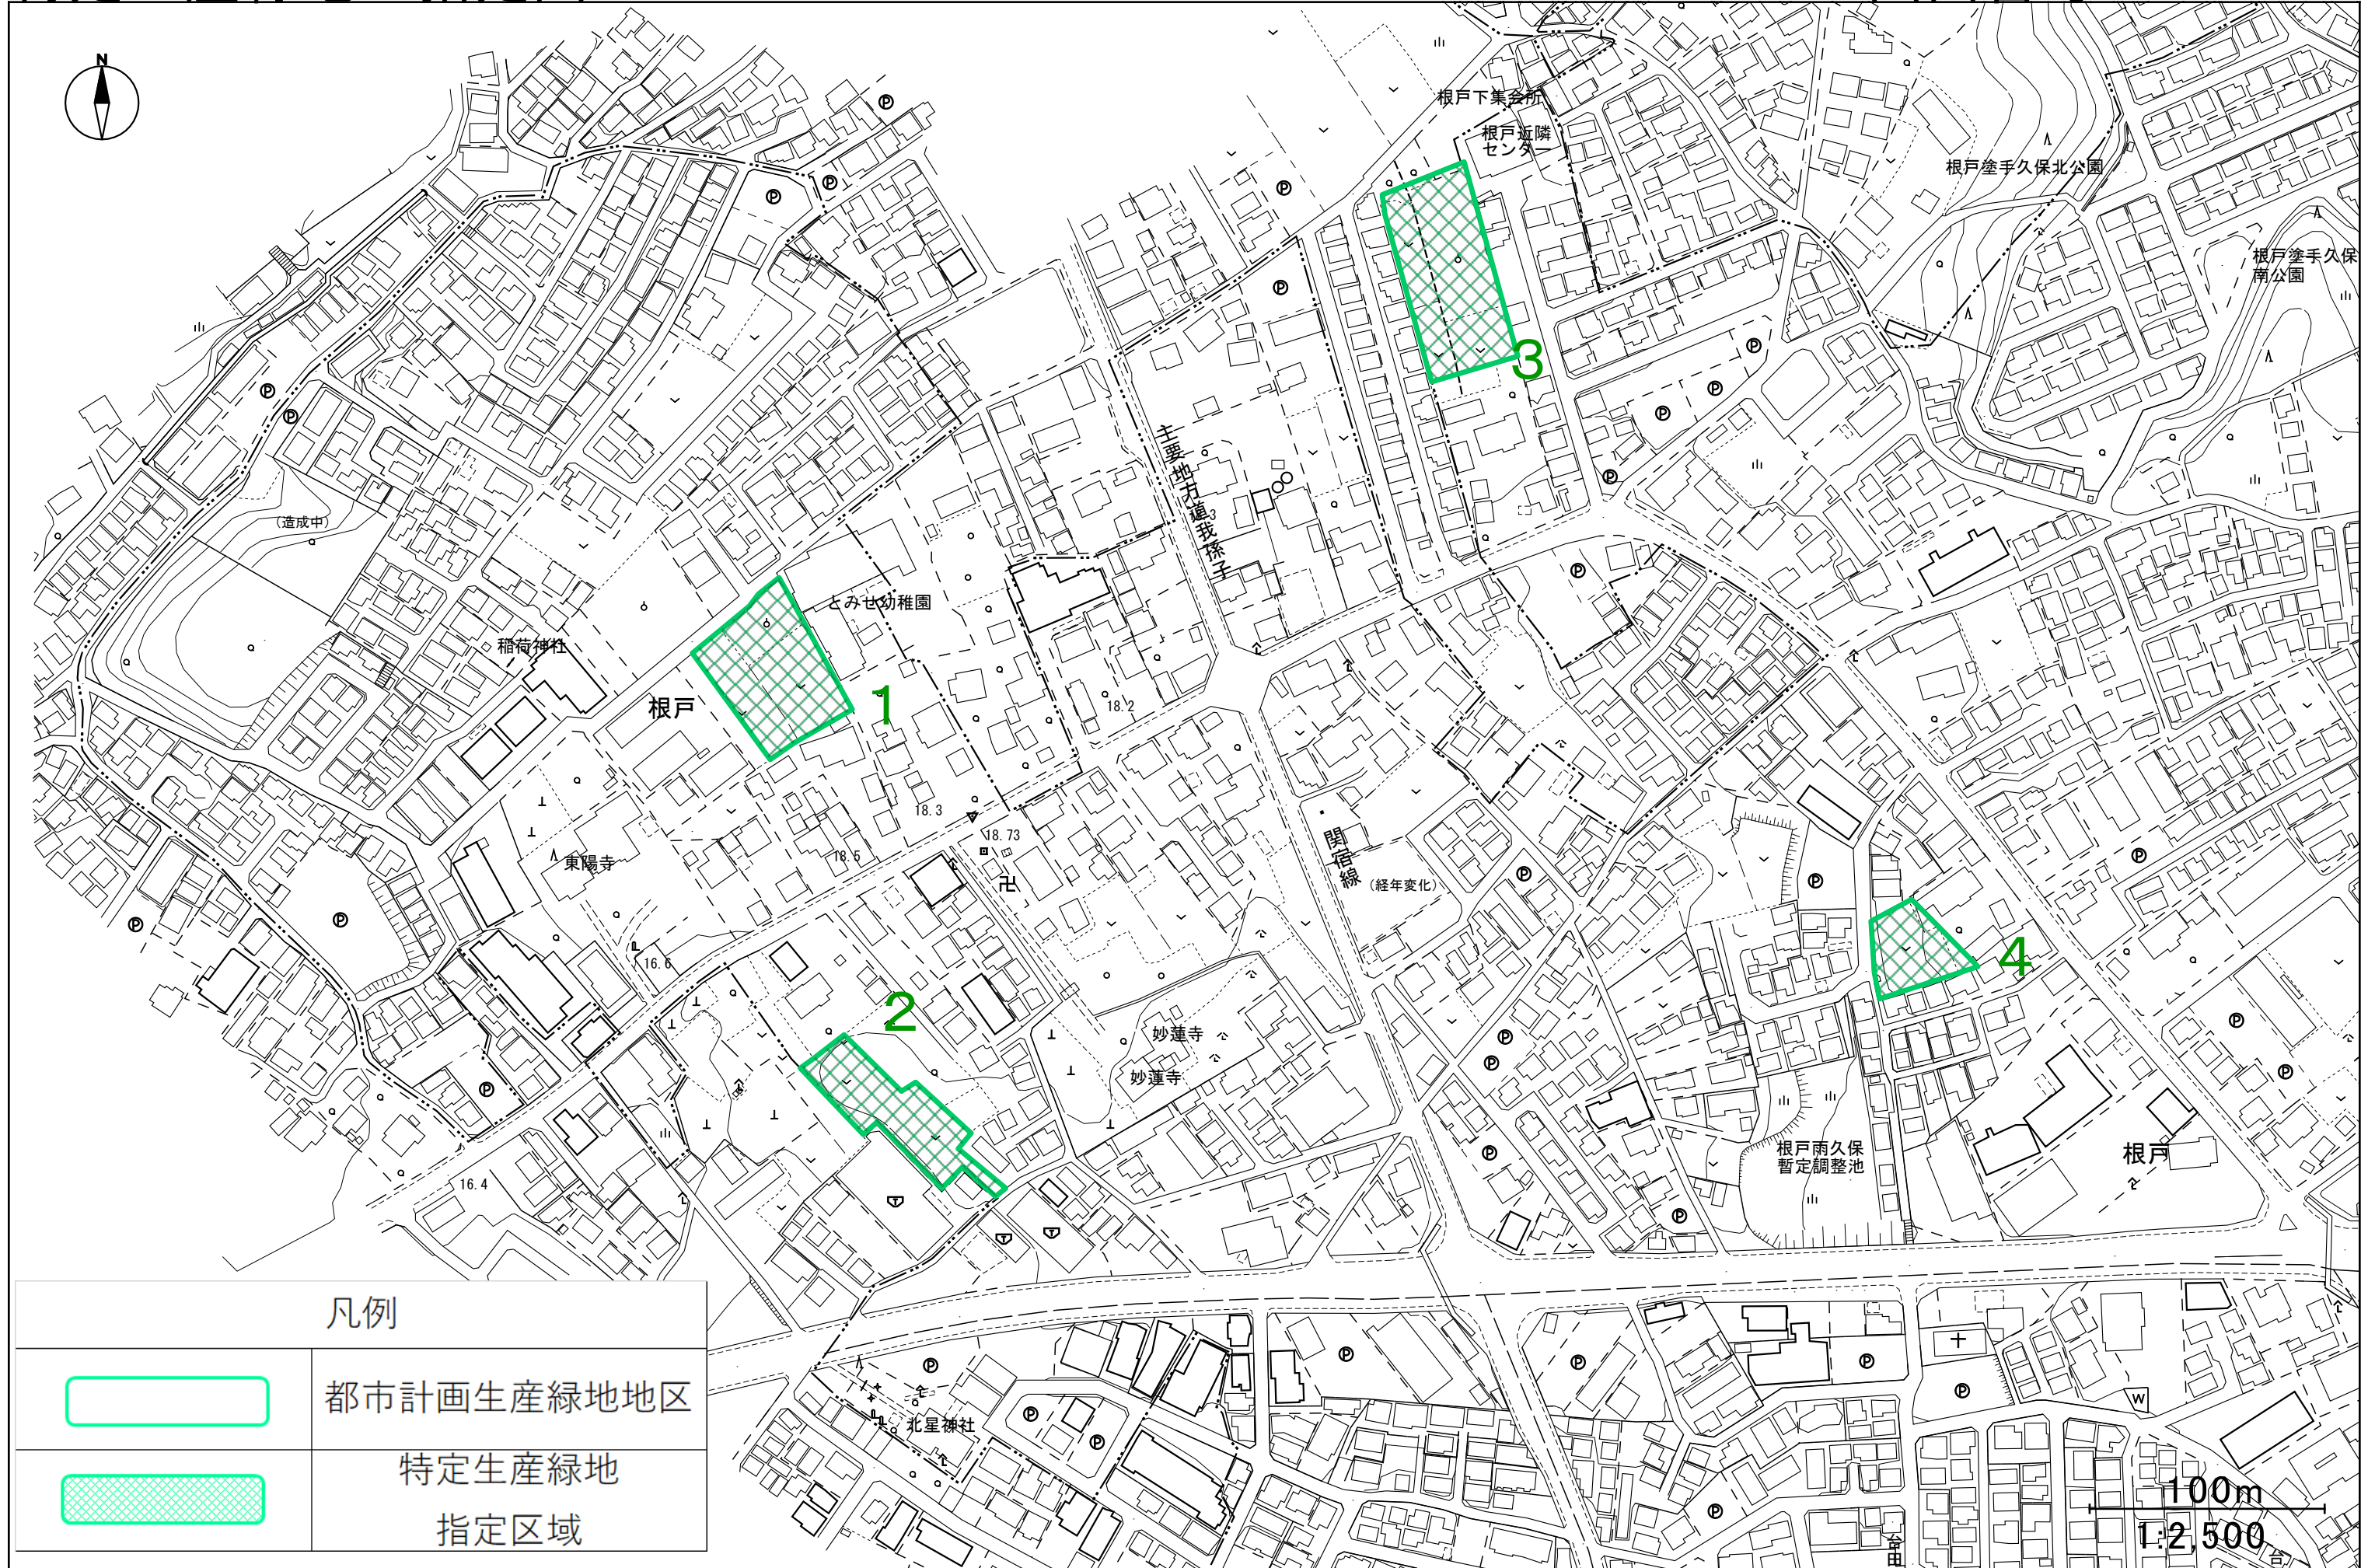 N
根戸下集会所
根戸近隣
センター
根戸塗手久保北公園
根戸塗手久保
南公園
3
主要地方道我孫子
(造成中)
とみせ幼稚園
稲荷神社
根戸
1
18.2
18.3
18.73
18.5
東陽寺
関宿線
(経年変化)
16.6
2
4
妙蓮寺
妙蓮寺
根戸雨久保
暫定調整池
根戸
16.4
北星神社
W
凡例
都市計画生産緑地地区
特定生産緑地
指定区域
100m
1:2,500
台